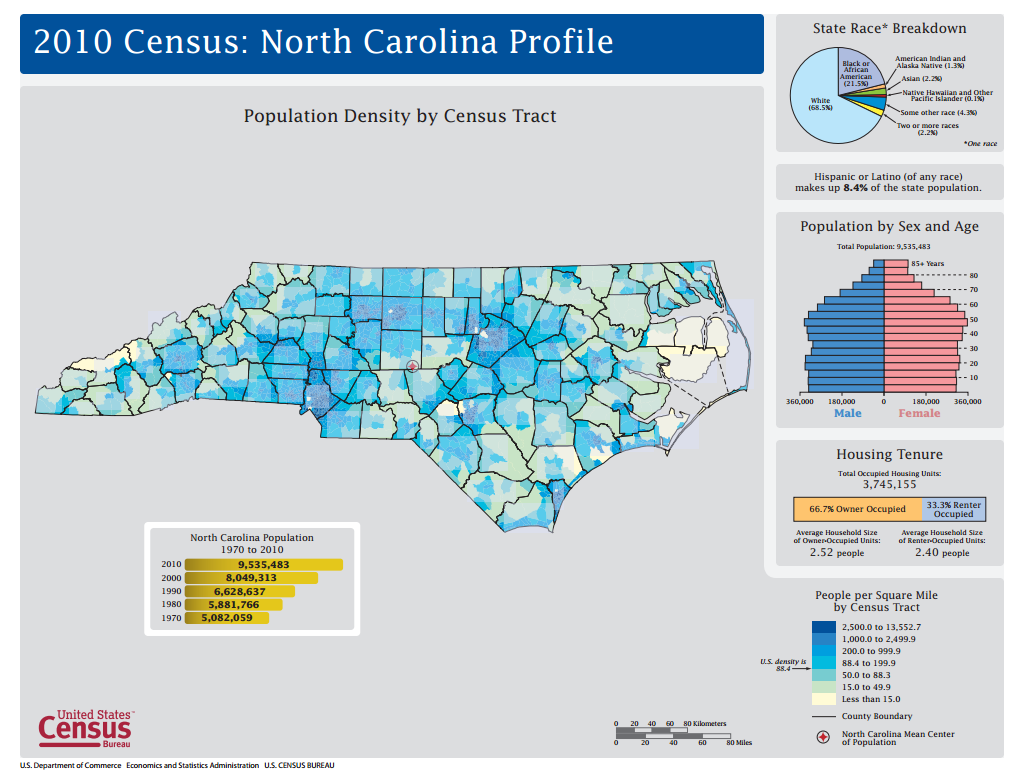 2010 Census: North Carolina Profile
Population Density by Census Tract
North Carolina Population
1970 to 2010
2010 9,535,483
2000 8,049,313
1990 6,628,637
1980 5,881,766
1970 5,082,059
United States™
Census
Bureau
U.S. Department of Commerce Economics and Statistics Administration U.S. CENSUS BUREAU
0 20 40 60 80 Kilometers
0 20 40 60 80 Miles
State Race* Breakdown
Black or
African
American
(21.5%)
American Indian and
Alaska Native (1.3%)
Asian (2.2%)
Native Hawaiian and Other
Pacific Islander (0.1%)
Some other race (4.3%)
Two or more races
(2.2%)
White
(68.5%)
*One race
Hispanic or Latino (of any race)
makes up 8.4% of the state population.
Population by Sex and Age
Total Population: 9,535,483
85+ Years
80
70
60
50
40
30
20
10
360,000 180,000 0 180,000 360,000
Male Female
Housing Tenure
Total Occupied Housing Units:
3,745,155
66.7% Owner Occupied
33.3% Renter
Occupied
Average Household Size
of Owner-Occupied Units:
2.52 people
Average Household Size
of Renter-Occupied Units:
2.40 people
People per Square Mile
by Census Tract
2,500.0 to 13,552.7
1,000.0 to 2,499.9
200.0 to 999.9
88.4 to 199.9
50.0 to 88.3
15.0 to 49.9
Less than 15.0
U.S. density is
88.4
County Boundary
North Carolina Mean Center
of Population